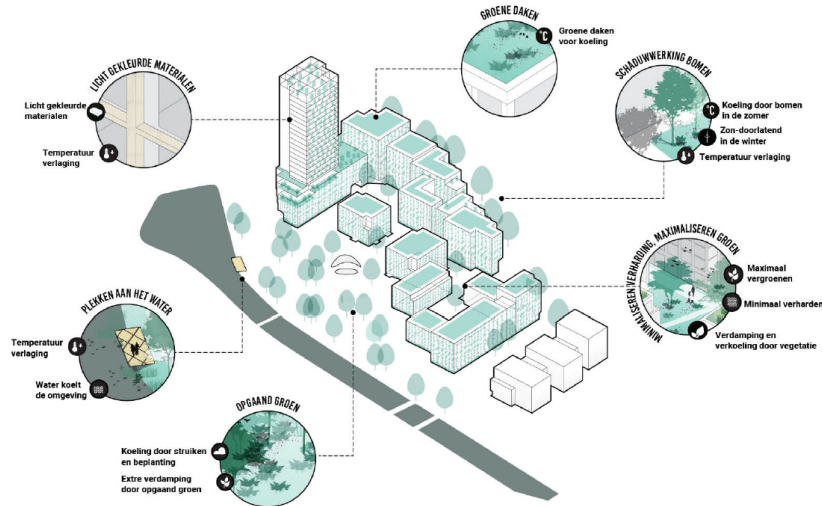 GROENE DAKEN
°C
Groene daken
voor koeling
LICHT GEKLEURDE MATERIALEN
Licht gekleurde
materialen
Temperatuur
verlaging
SCHADUWWERKING BOMEN
°C
Koeling door bomen
in de zomer
Zon-doorlatend
in de winter
Temperatuur verlaging
MINIMALISEREN VERHARDING, MAXIMALISEREN GROEN
Maximaal
vergroenen
Minimaal verharden
Verdamping en
verkoeling door vegetatie
PLEKKEN AAN HET WATER
Temperatuur
verlaging
Water koelt
de omgeving
OPGAAND GROEN
Koeling door struiken
en beplanting
Extre verdamping
door opgaand groen